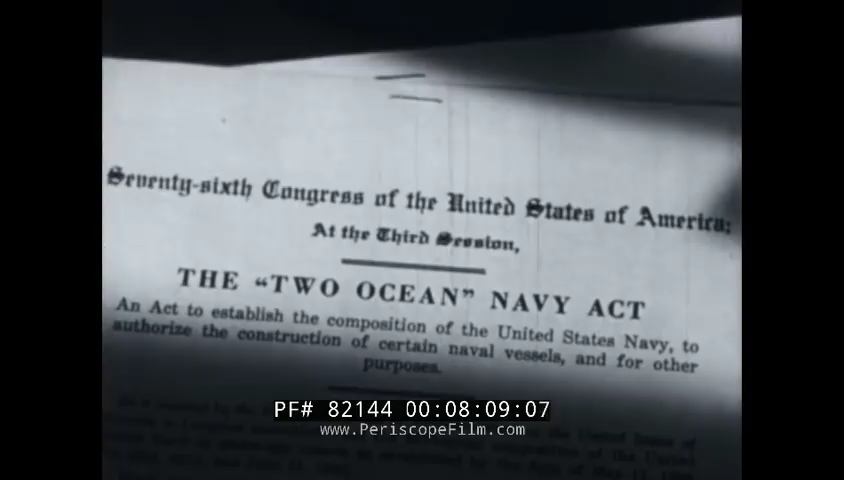 Seventy-sixth Congress of the United States of America;
At the Third Session,
THE “TWO OCEAN” NAVY ACT
An Act to establish the composition of the United States Navy, to
authorize the construction of certain naval vessels, and for other
purposes.
PF# 82144 00:08:09:07
www.PeriscopeFilm.com